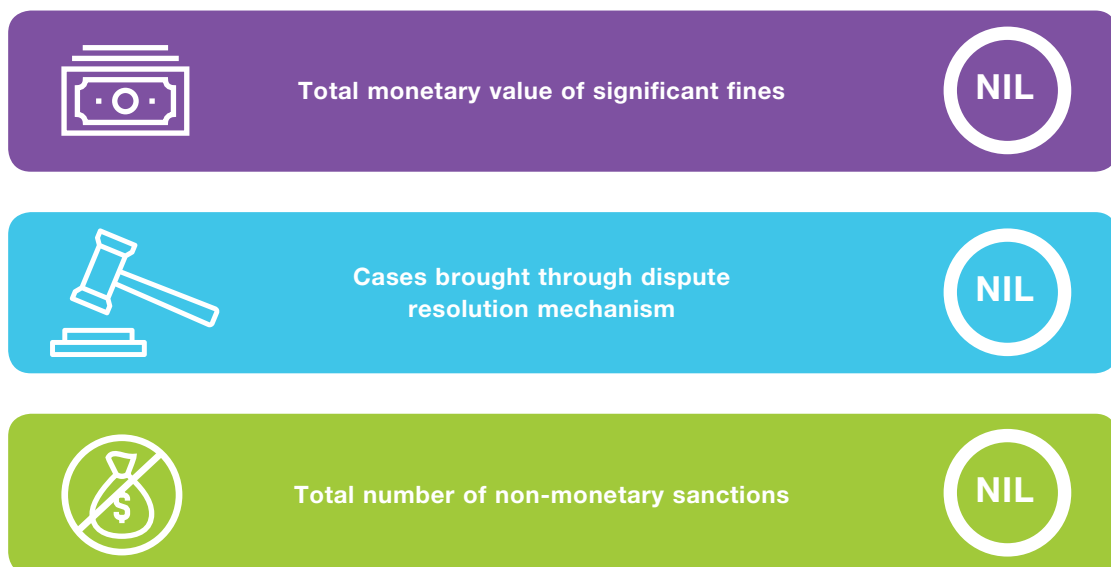 Total monetary value of significant fines
NIL
Cases brought through dispute
resolution mechanism
NIL
$
Total number of non-monetary sanctions
NIL